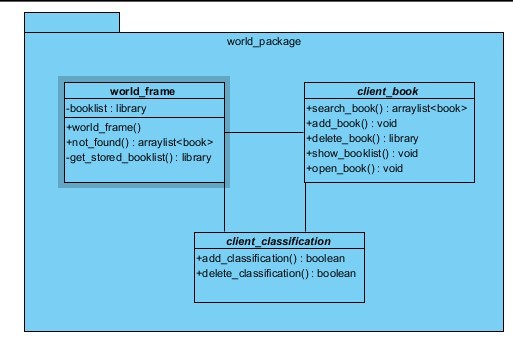 world_package
world_frame
-booklist : library
+world_frame()
+not_found() : arraylist<book>
-get_stored_booklist() : library
client_book
+search_book() : arraylist<book>
+add_book() : void
+delete_book() : library
+show_booklist() : void
+open_book() : void
client_classification
+add_classification() : boolean
+delete_classification() : boolean